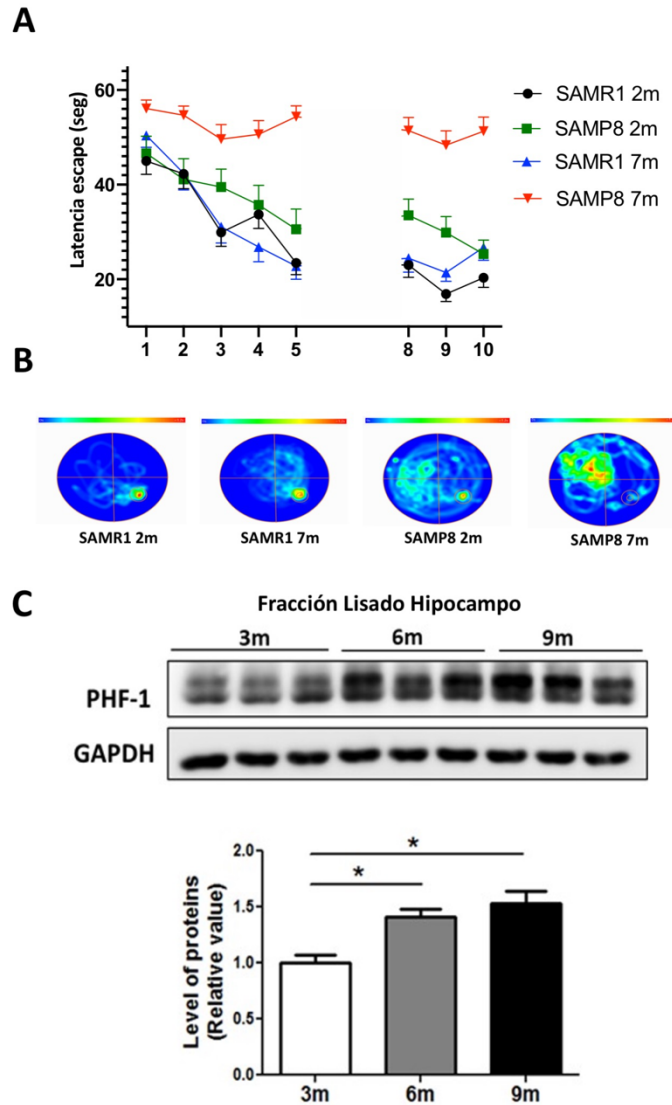 A
Latencia escape (seg)
60
40
20
1 2 3 4 5 8 9 10
SAMR1 2m
SAMP8 2m
SAMR1 7m
SAMP8 7m
B
SAMR1 2m SAMR1 7m SAMP8 2m SAMP8 7m
C
Fracción Lisado Hipocampo
3m 6m 9m
PHF-1
GAPDH
Level of proteins
(Relative value)
2.0
1.5
1.0
0.5
0.0
*
*
3m 6m 9m